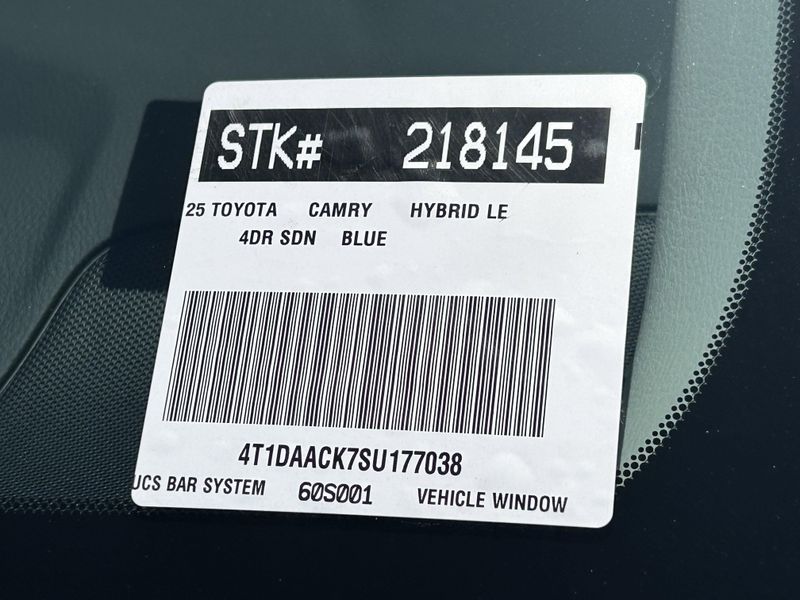 STK# 218145
25 TOYOTA CAMRY HYBRID LE
4DR SDN BLUE
4T1DAACK7SU177038
UCS BAR SYSTEM 60S001 VEHICLE WINDOW